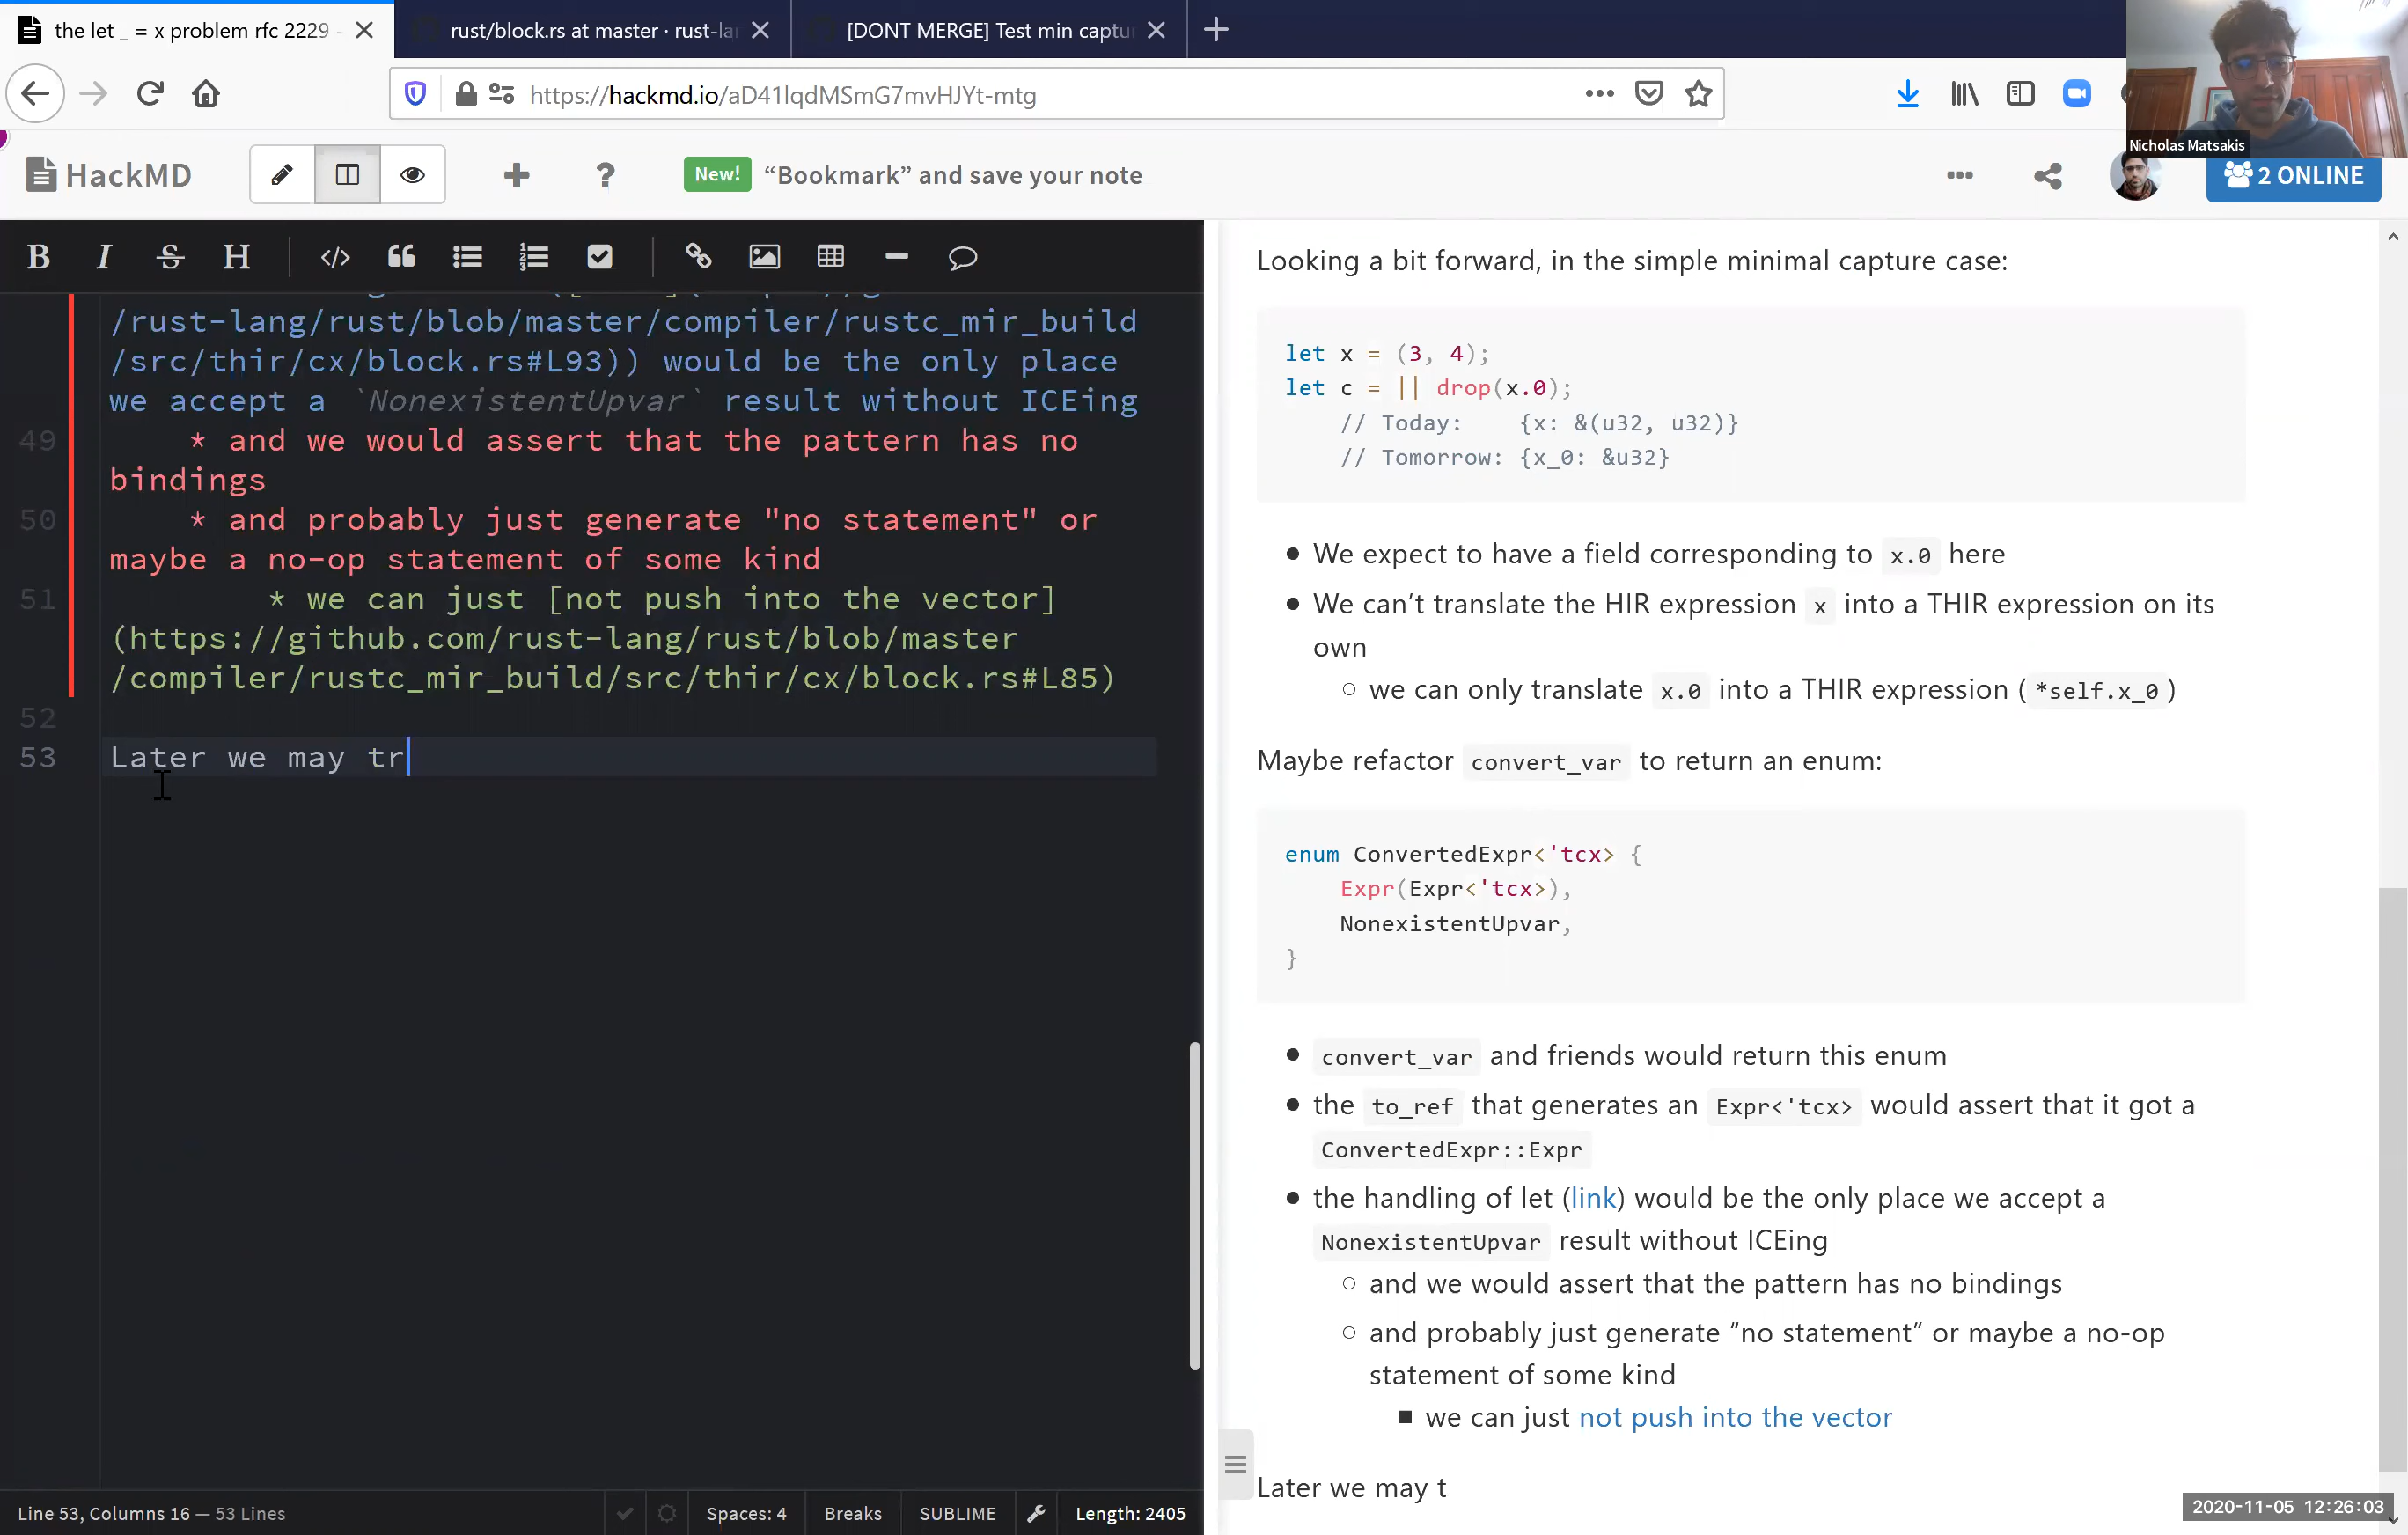 the let _ = x problem rfc 2229
rust/block.rs at master · rust-la
[DONT MERGE] Test min captu
https://hackmd.io/aD41lqdMSmG7mvHJYt-mtg
Nicholas Matsakis
HackMD
New! “Bookmark” and save your note
2 ONLINE
B I S H
/rust-lang/rust/blob/master/compiler/rustc_mir_build
/src/thir/cx/block.rs#L93)) would be the only place
we accept a `NonexistentUpvar` result without ICEing
49 * and we would assert that the pattern has no
bindings
50 * and probably just generate "no statement" or
maybe a no-op statement of some kind
51 * we can just [not push into the vector]
(https://github.com/rust-lang/rust/blob/master
/compiler/rustc_mir_build/src/thir/cx/block.rs#L85)
52
53 Later we may tr
Line 53, Columns 16 — 53 Lines
Spaces: 4
Breaks
SUBLIME
Length: 2405
Looking a bit forward, in the simple minimal capture case:
let x = (3, 4);
let c = || drop(x.0);
// Today: {x: &(u32, u32)}
// Tomorrow: {x_0: &u32}
We expect to have a field corresponding to x.0 here
We can’t translate the HIR expression x into a THIR expression on its
own
we can only translate x.0 into a THIR expression (*self.x_0)
Maybe refactor convert_var to return an enum:
enum ConvertedExpr<'tcx> {
Expr(Expr<'tcx>),
NonexistentUpvar,
}
convert_var and friends would return this enum
the to_ref that generates an Expr<'tcx> would assert that it got a
ConvertedExpr::Expr
the handling of let (link) would be the only place we accept a
NonexistentUpvar result without ICEing
and we would assert that the pattern has no bindings
and probably just generate “no statement” or maybe a no-op
statement of some kind
we can just not push into the vector
Later we may t
2020-11-05 12:26:03